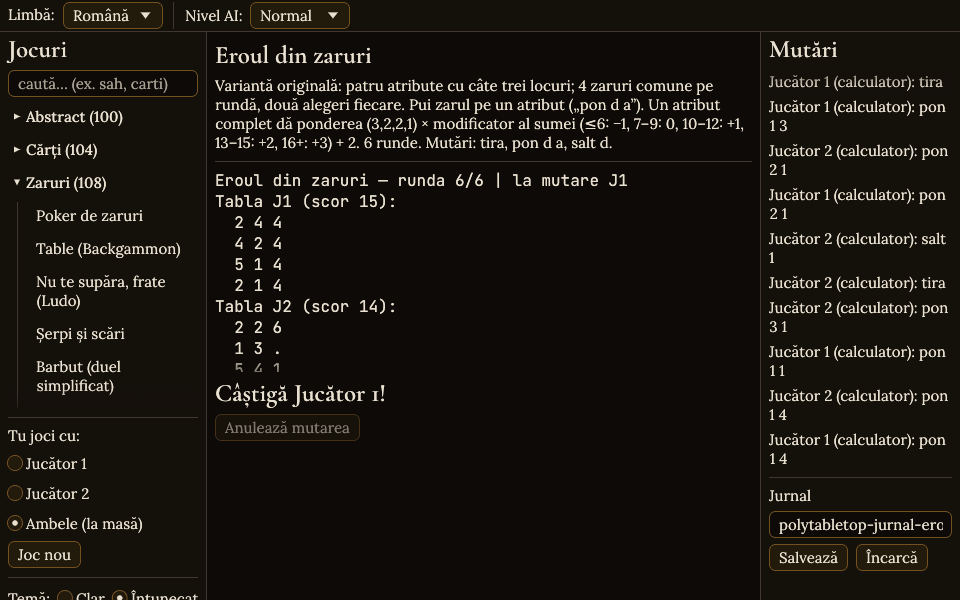 Limbă: Română ▼ Nivel AI: Normal ▼
Jocuri
caută... (ex. sah, carti)
▸ Abstract (100)
▸ Cărți (104)
▾ Zaruri (108)
Poker de zaruri
Table (Backgammon)
Nu te supăra, frate
(Ludo)
Șerpi și scări
Barbut (duel
simplificat)
Tu joci cu:
Jucător 1
Jucător 2
Ambele (la masă)
Joc nou
Temă: Clar Întunecat
Eroul din zaruri
Variantă originală: patru atribute cu câte trei locuri; 4 zaruri comune pe
rundă, două alegeri fiecare. Pui zarul pe un atribut („pon d a”). Un atribut
complet dă ponderea (3,2,2,1) × modificator al sumei (≤6: −1, 7–9: 0, 10–12: +1,
13–15: +2, 16+: +3) + 2. 6 runde. Mutări: tira, pon d a, salt d.
Eroul din zaruri — runda 6/6 | la mutare J1
Tabla J1 (scor 15):
2 4 4
4 2 4
5 1 4
2 1 4
Tabla J2 (scor 14):
2 2 6
1 3 .
5 4 1
Câștigă Jucător 1!
Anulează mutarea
Mutări
Jucător 1 (calculator): tira
Jucător 1 (calculator): pon
1 3
Jucător 2 (calculator): pon
2 1
Jucător 1 (calculator): pon
2 1
Jucător 2 (calculator): salt
1
Jucător 2 (calculator): tira
Jucător 2 (calculator): pon
3 1
Jucător 1 (calculator): pon
1 1
Jucător 2 (calculator): pon
1 4
Jucător 1 (calculator): pon
1 4
Jurnal
polytabletop-jurnal-ero
Salvează Încarcă